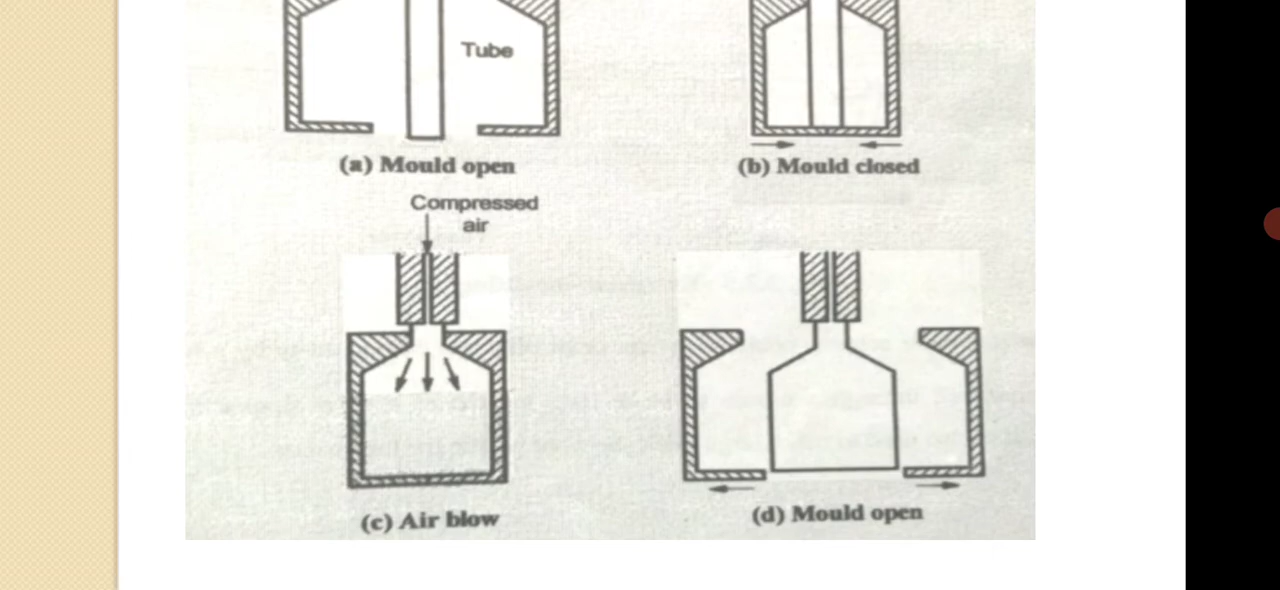 Tube
(a) Mould open
(b) Mould closed
Compressed
air
(c) Air blow
(d) Mould open